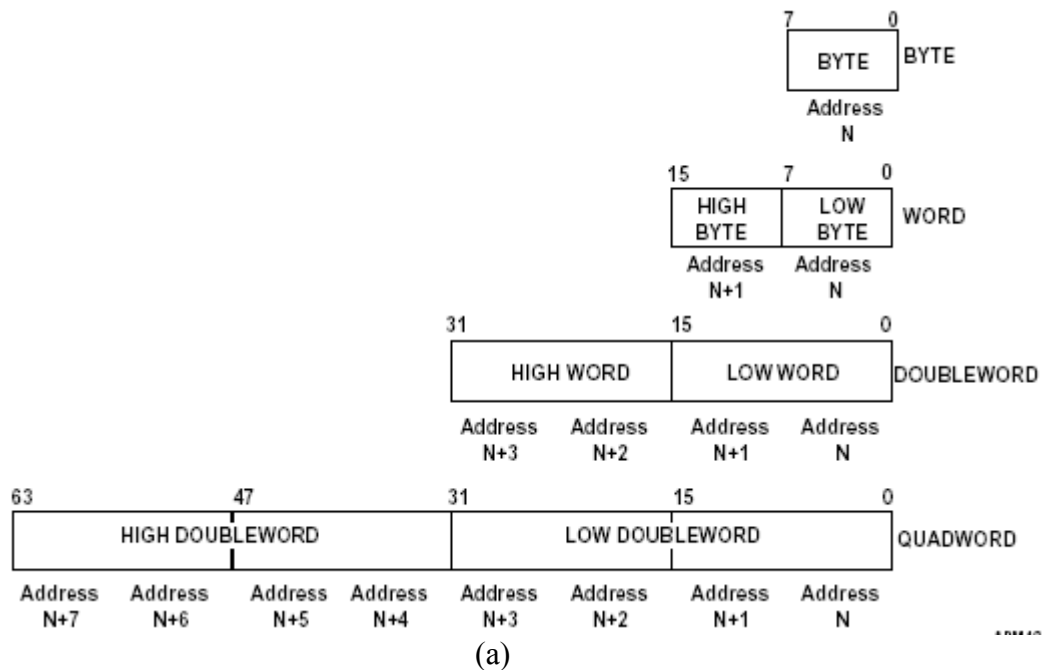 7 0
BYTE BYTE
Address
N
15 7 0
HIGH BYTE LOW BYTE WORD
Address N+1 Address N
31 15 0
HIGH WORD LOW WORD DOUBLEWORD
Address N+3 Address N+2 Address N+1 Address N
63 47 31 15 0
HIGH DOUBLEWORD LOW DOUBLEWORD QUADWORD
Address N+7 Address N+6 Address N+5 Address N+4 Address N+3 Address N+2 Address N+1 Address N
(a)